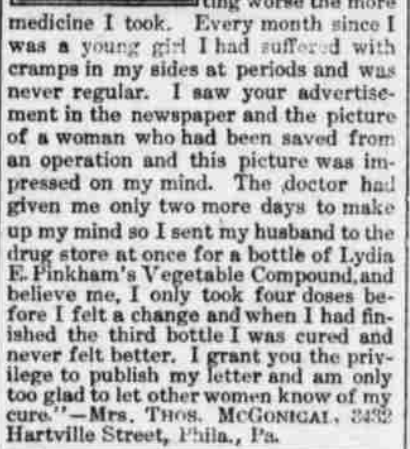 ting worse the more
medicine I took. Every month since I
was a young girl I had suffered with
cramps in my sides at periods and was
never regular. I saw your advertise-
ment in the newspaper and the picture
of a woman who had been saved from
an operation and this picture was im-
pressed on my mind. The doctor had
given me only two more days to make
up my mind so I sent my husband to the
drug store at once for a bottle of Lydia
E. Pinkham's Vegetable Compound, and
believe me, I only took four doses be-
fore I felt a change and when I had fin-
ished the third bottle I was cured and
never felt better. I grant you the priv-
ilege to publish my letter and am only
too glad to let other women know of my
cure."—Mrs. THOS. MCGONIGAL, 3432
Hartville Street, Phila., Pa.